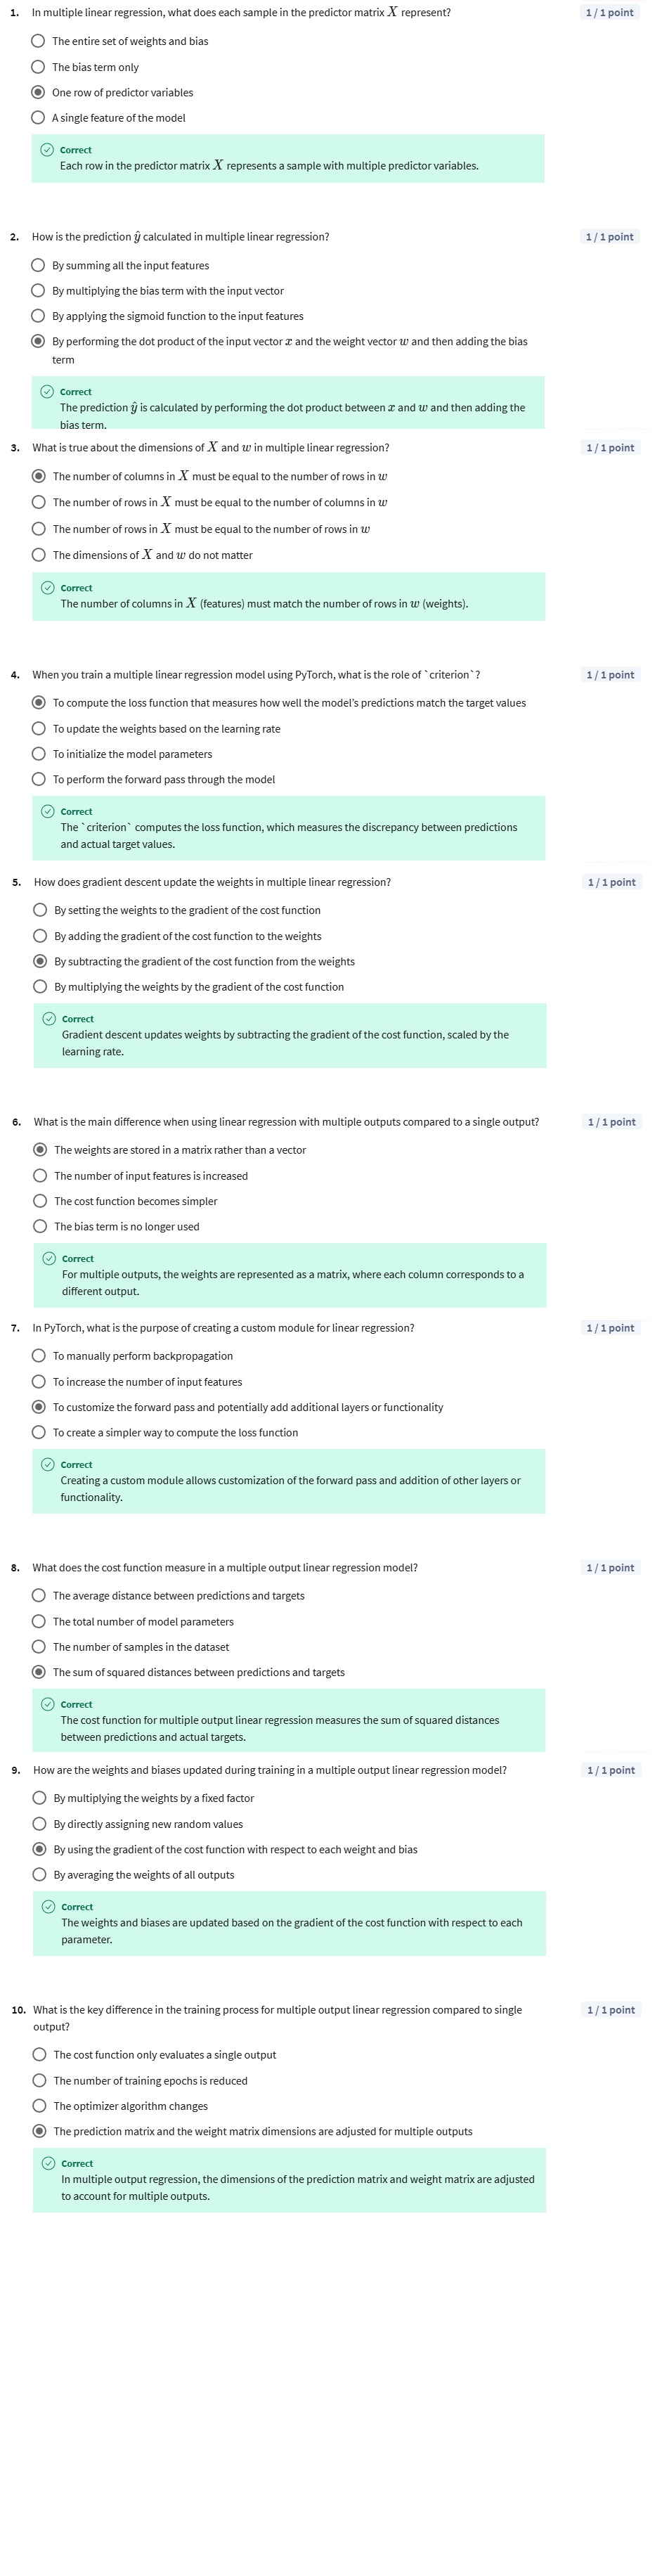 1. In multiple linear regression, what does each sample in the predictor matrix X represent? 1 / 1 point
The entire set of weights and bias
The bias term only
One row of predictor variables
A single feature of the model
Correct
Each row in the predictor matrix X represents a sample with multiple predictor variables.
2. How is the prediction ŷ calculated in multiple linear regression? 1 / 1 point
By summing all the input features
By multiplying the bias term with the input vector
By applying the sigmoid function to the input features
By performing the dot product of the input vector x and the weight vector w and then adding the bias
term
Correct
The prediction ŷ is calculated by performing the dot product between x and w and then adding the
bias term.
3. What is true about the dimensions of X and w in multiple linear regression? 1 / 1 point
The number of columns in X must be equal to the number of rows in w
The number of rows in X must be equal to the number of columns in w
The number of rows in X must be equal to the number of rows in w
The dimensions of X and w do not matter
Correct
The number of columns in X (features) must match the number of rows in w (weights).
4. When you train a multiple linear regression model using PyTorch, what is the role of `criterion`? 1 / 1 point
To compute the loss function that measures how well the model’s predictions match the target values
To update the weights based on the learning rate
To initialize the model parameters
To perform the forward pass through the model
Correct
The `criterion` computes the loss function, which measures the discrepancy between predictions
and actual target values.
5. How does gradient descent update the weights in multiple linear regression? 1 / 1 point
By setting the weights to the gradient of the cost function
By adding the gradient of the cost function to the weights
By subtracting the gradient of the cost function from the weights
By multiplying the weights by the gradient of the cost function
Correct
Gradient descent updates weights by subtracting the gradient of the cost function, scaled by the
learning rate.
6. What is the main difference when using linear regression with multiple outputs compared to a single output? 1 / 1 point
The weights are stored in a matrix rather than a vector
The number of input features is increased
The cost function becomes simpler
The bias term is no longer used
Correct
For multiple outputs, the weights are represented as a matrix, where each column corresponds to a
different output.
7. In PyTorch, what is the purpose of creating a custom module for linear regression? 1 / 1 point
To manually perform backpropagation
To increase the number of input features
To customize the forward pass and potentially add additional layers or functionality
To create a simpler way to compute the loss function
Correct
Creating a custom module allows customization of the forward pass and addition of other layers or
functionality.
8. What does the cost function measure in a multiple output linear regression model? 1 / 1 point
The average distance between predictions and targets
The total number of model parameters
The number of samples in the dataset
The sum of squared distances between predictions and targets
Correct
The cost function for multiple output linear regression measures the sum of squared distances
between predictions and actual targets.
9. How are the weights and biases updated during training in a multiple output linear regression model? 1 / 1 point
By multiplying the weights by a fixed factor
By directly assigning new random values
By using the gradient of the cost function with respect to each weight and bias
By averaging the weights of all outputs
Correct
The weights and biases are updated based on the gradient of the cost function with respect to each
parameter.
10. What is the key difference in the training process for multiple output linear regression compared to single 1 / 1 point
output?
The cost function only evaluates a single output
The number of training epochs is reduced
The optimizer algorithm changes
The prediction matrix and the weight matrix dimensions are adjusted for multiple outputs
Correct
In multiple output regression, the dimensions of the prediction matrix and weight matrix are adjusted
to account for multiple outputs.